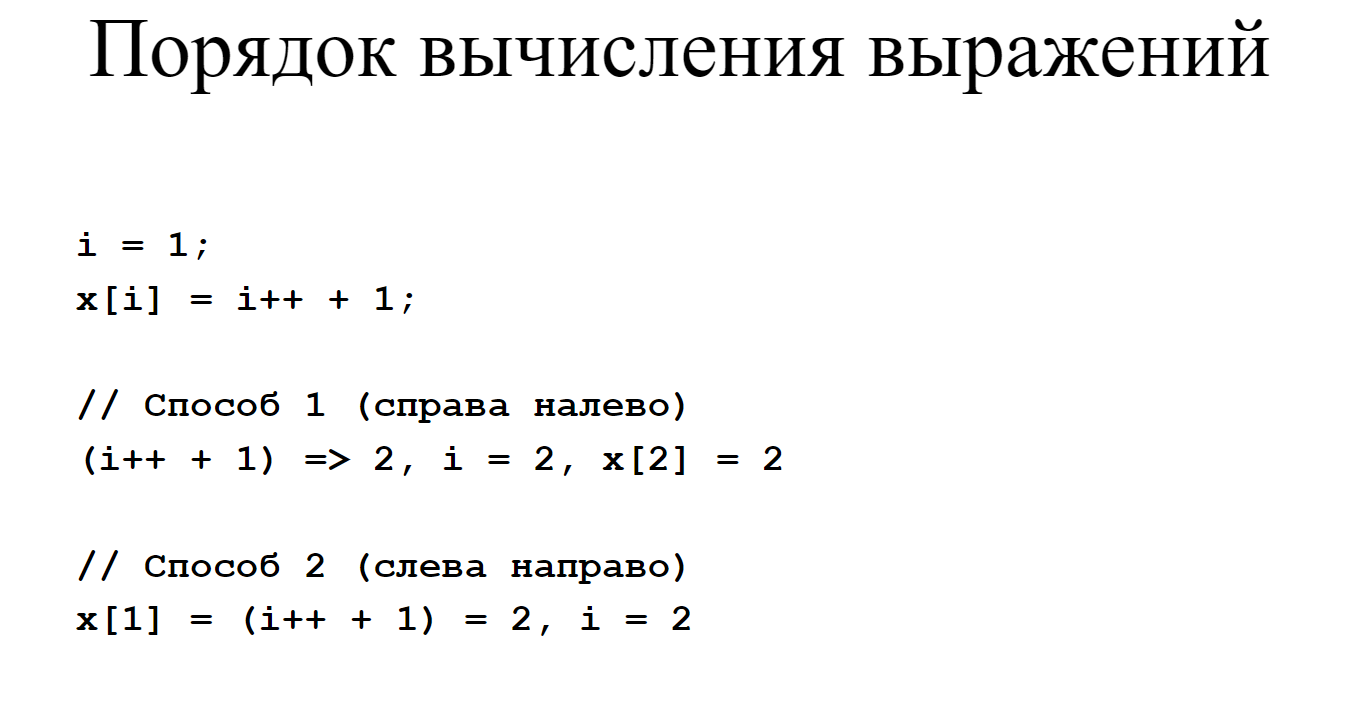 Порядок вычисления выражений
i = 1;
x[i] = i++ + 1;
// Способ 1 (справа налево)
(i++ + 1) => 2, i = 2, x[2] = 2
// Способ 2 (слева направо)
x[1] = (i++ + 1) = 2, i = 2